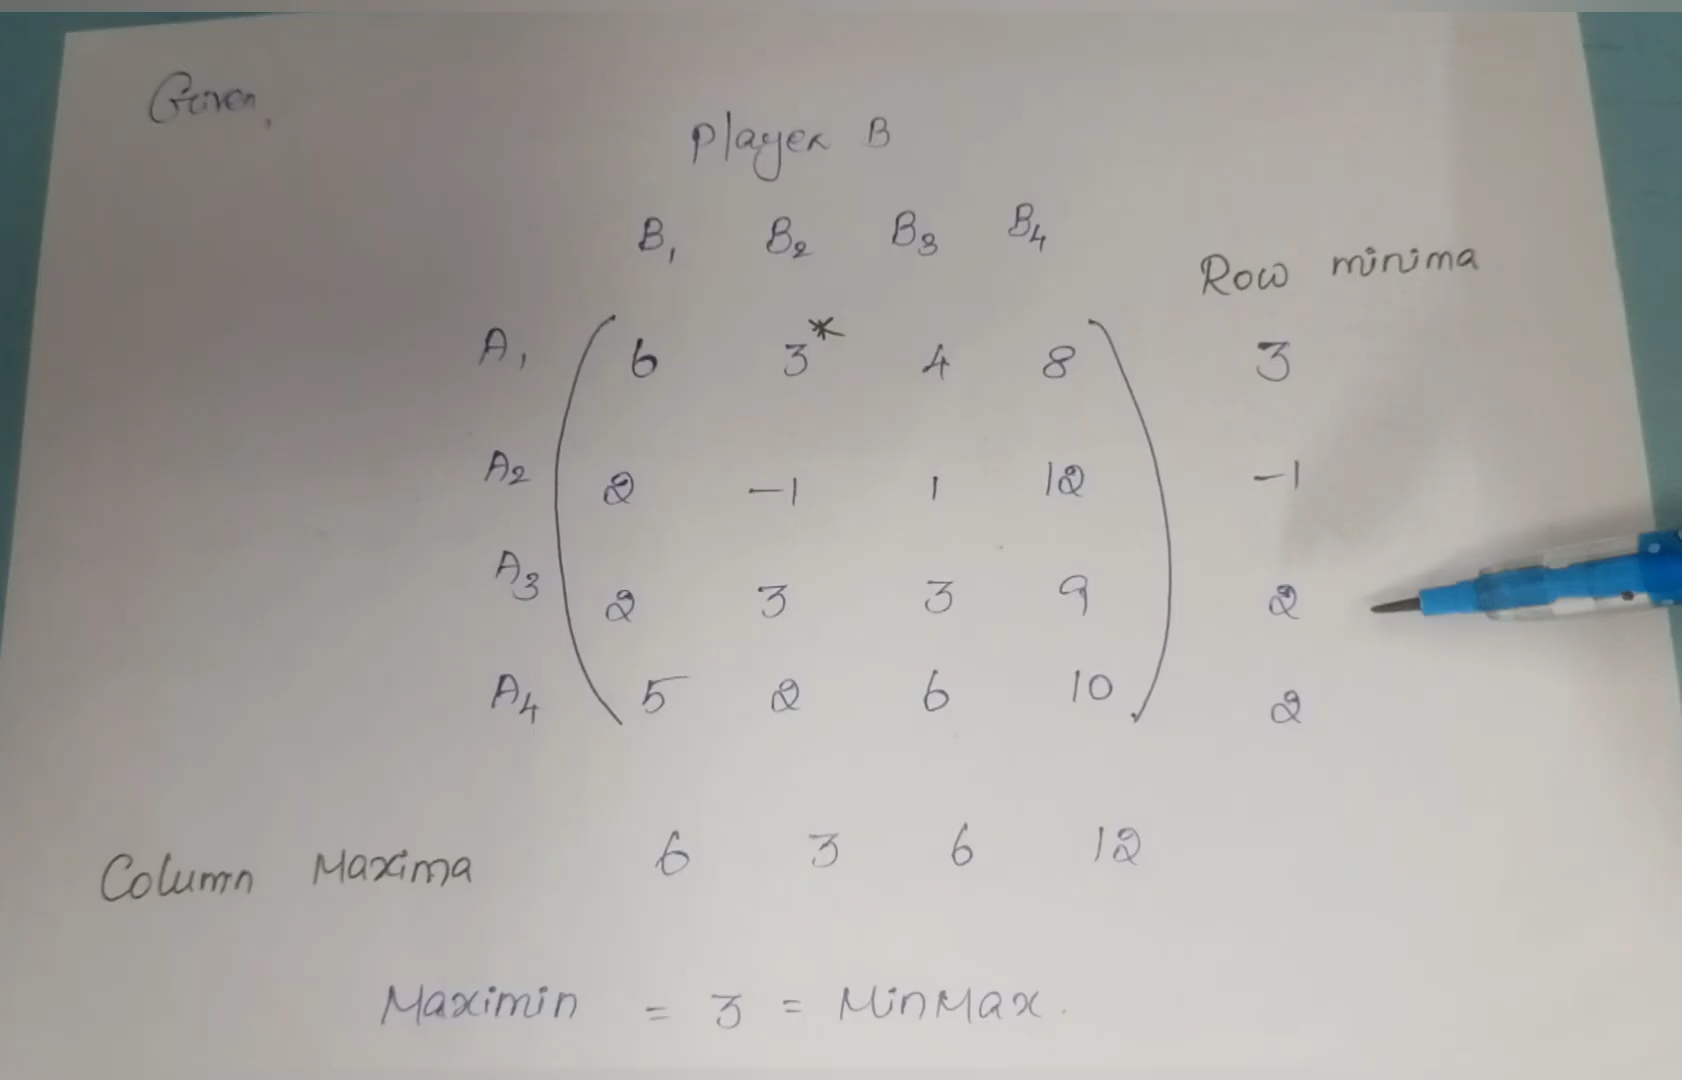 Given,
Player B
B1 B2 B3 B4 Row minima
A1 6 3* 4 8 3
A2 2 -1 1 12 -1
A3 2 3 3 9 2
A4 5 2 6 10 2
Column Maxima 6 3 6 12
Maximin = 3 = MinMax.